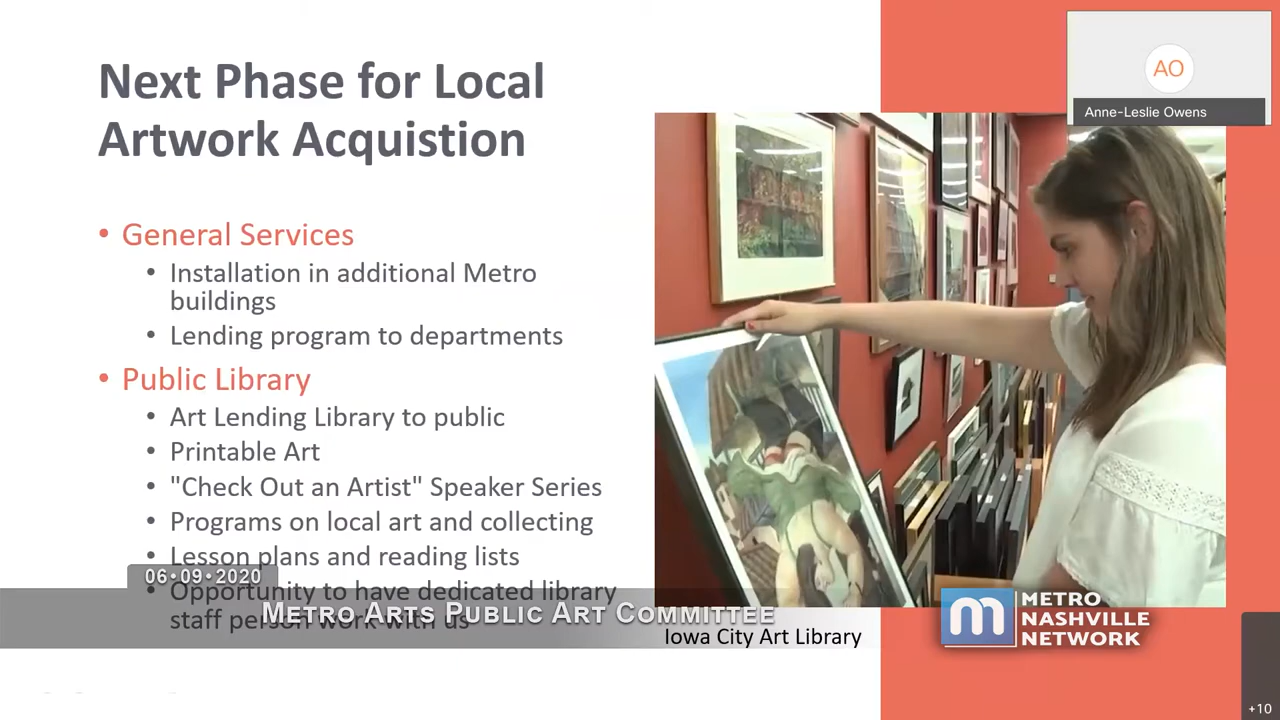 Next Phase for Local
Artwork Acquistion
• General Services
• Installation in additional Metro
buildings
• Lending program to departments
• Public Library
• Art Lending Library to public
• Printable Art
• "Check Out an Artist" Speaker Series
• Programs on local art and collecting
• Lesson plans and reading lists
• Opportunity to have dedicated library
staff person work with us
06•09•2020
METRO ARTS PUBLIC ART COMMITTEE
Iowa City Art Library
AO
Anne-Leslie Owens
m
METRO
NASHVILLE
NETWORK
+10